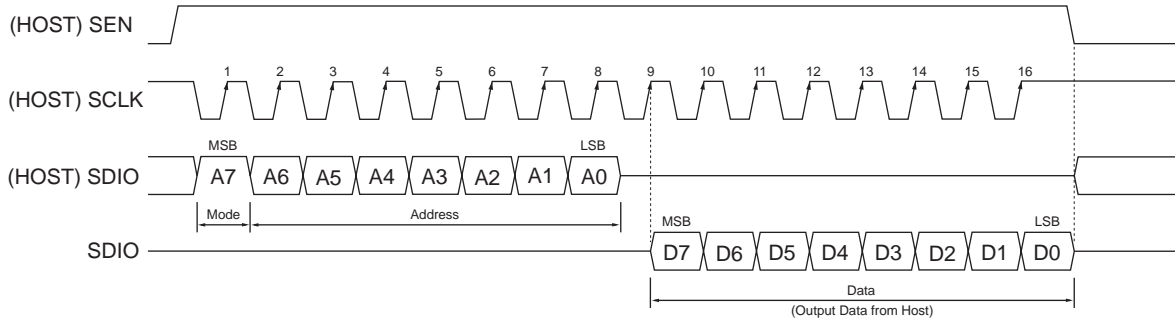 (HOST) SEN
1 2 3 4 5 6 7 8 9 10 11 12 13 14 15 16
(HOST) SCLK
MSB LSB
(HOST) SDIO A7 A6 A5 A4 A3 A2 A1 A0
Mode Address
MSB LSB
SDIO D7 D6 D5 D4 D3 D2 D1 D0
Data
(Output Data from Host)